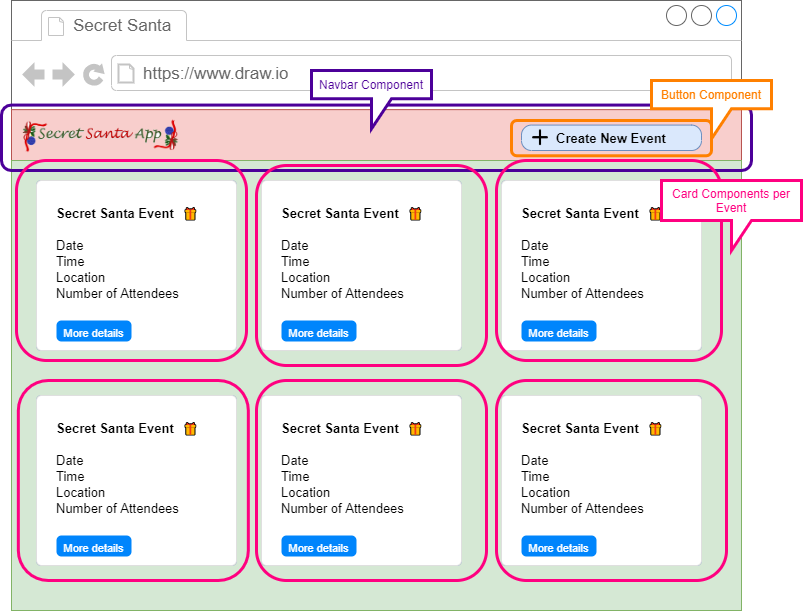 Secret Santa
https://www.draw.io
Navbar Component
Button Component
Secret Santa App
Create New Event
Card Components per
Event
Secret Santa Event
Date
Time
Location
Number of Attendees
More details
Secret Santa Event
Date
Time
Location
Number of Attendees
More details
Secret Santa Event
Date
Time
Location
Number of Attendees
More details
Secret Santa Event
Date
Time
Location
Number of Attendees
More details
Secret Santa Event
Date
Time
Location
Number of Attendees
More details
Secret Santa Event
Date
Time
Location
Number of Attendees
More details